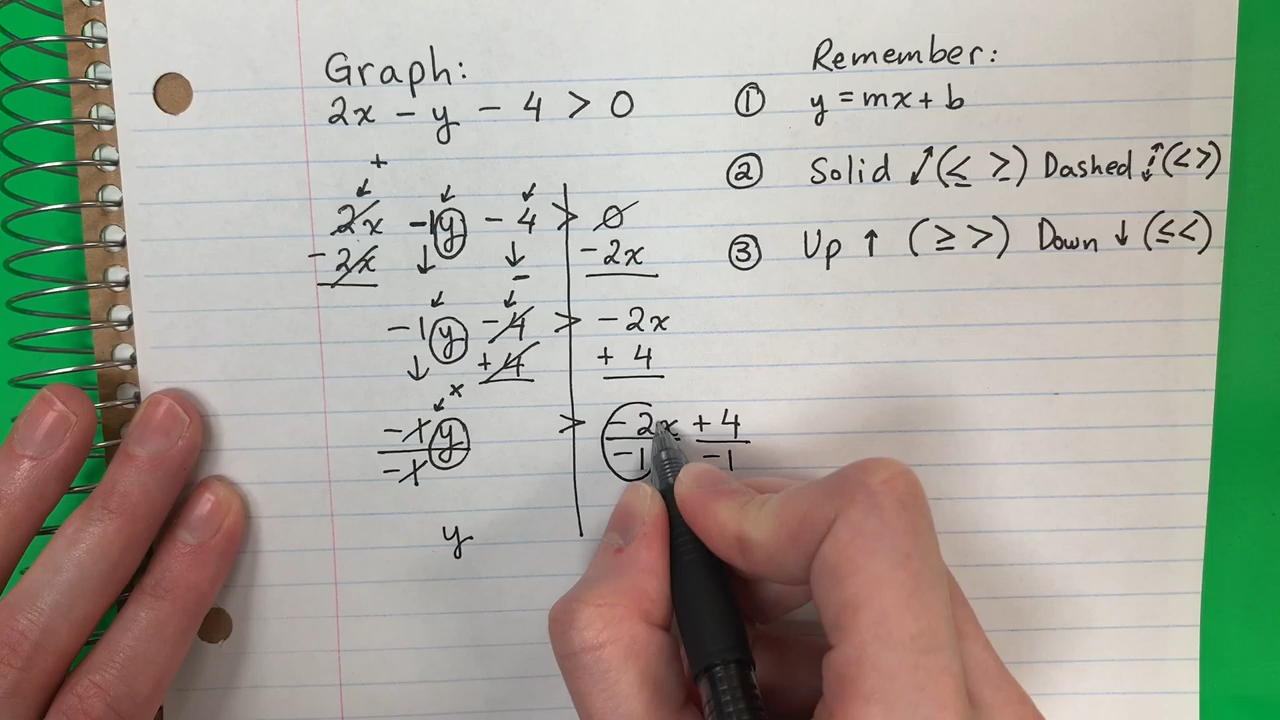 Graph:
2x - y - 4 > 0
+
2x -1y - 4 > 0
-2x -2x
-
-1y -4 > -2x
+4 + 4
x
-1y > -2x + 4
-1 -1 -1
y
Remember:
① y = mx + b
② Solid (≤ ≥) Dashed (< >)
③ Up ↑ (≥ >) Down ↓ (≤ <)